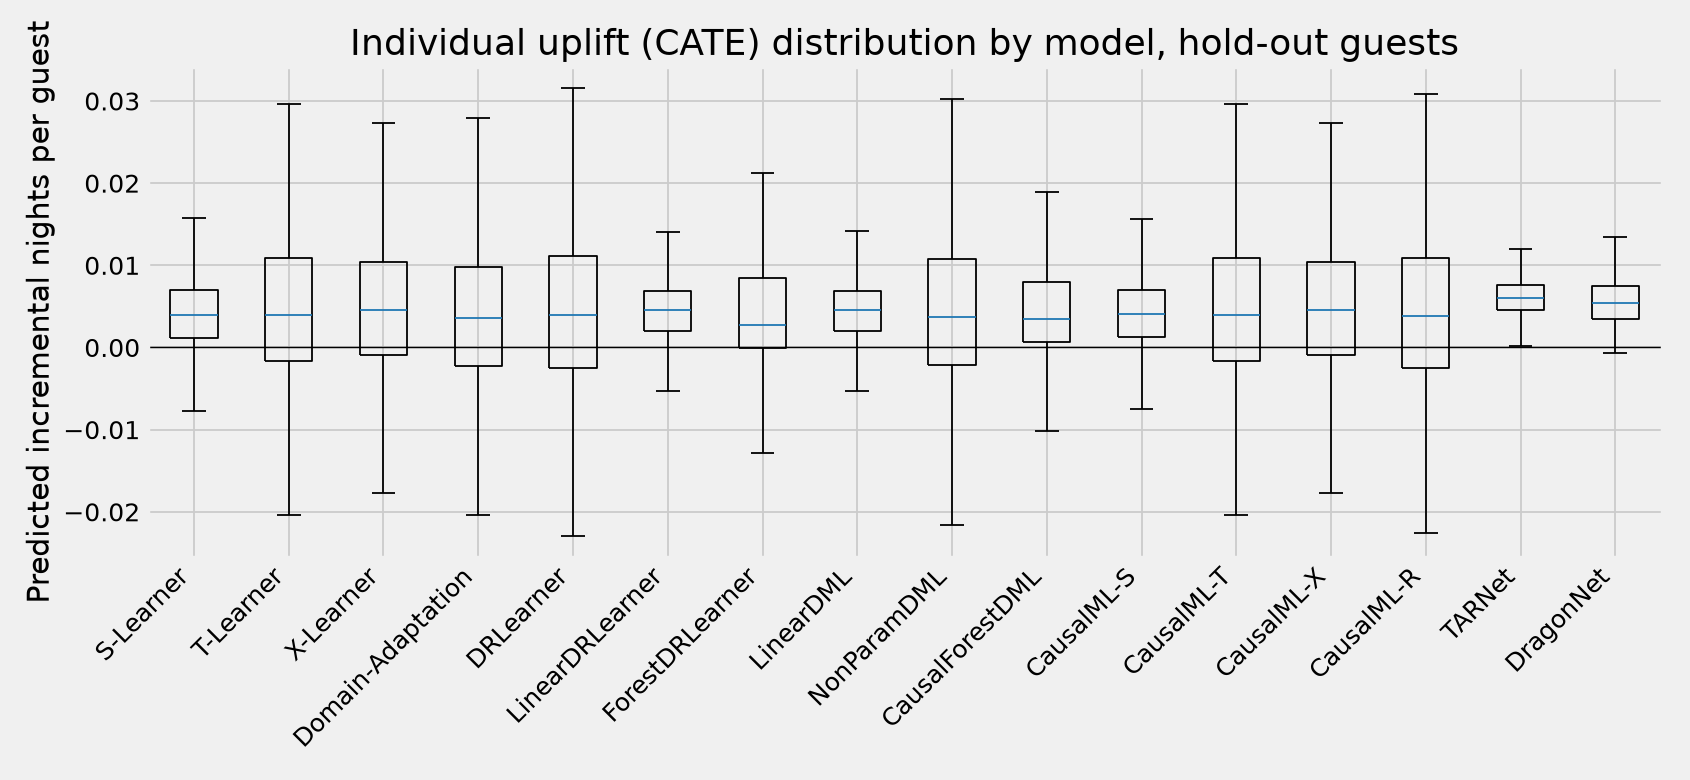 Individual uplift (CATE) distribution by model, hold-out guests
Predicted incremental nights per guest
0.03
0.02
0.01
0.00
−0.01
−0.02
S-Learner
T-Learner
X-Learner
Domain-Adaptation
DRLearner
LinearDRLearner
ForestDRLearner
LinearDML
NonParamDML
CausalForestDML
CausalML-S
CausalML-T
CausalML-X
CausalML-R
TARNet
DragonNet